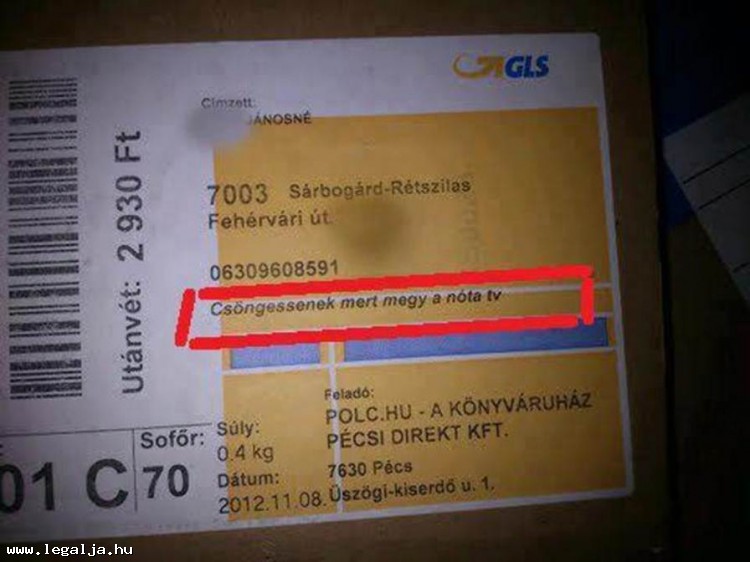 GLS
Címzett:
JÁNOSNÉ
7003 Sárbogárd-Rétszilas
Fehérvári út.
06309608591
Csöngessenek mert megy a nóta tv
Utánvét: 2 930 Ft
Feladó:
POLC.HU - A KÖNYVÁRUHÁZ
PÉCSI DIREKT KFT.
7630 Pécs
Üszögi-kiserdő u. 1.
Súly:
0.4 kg
Dátum:
2012.11.08.
Sofőr:
70
01 C
www.legalja.hu